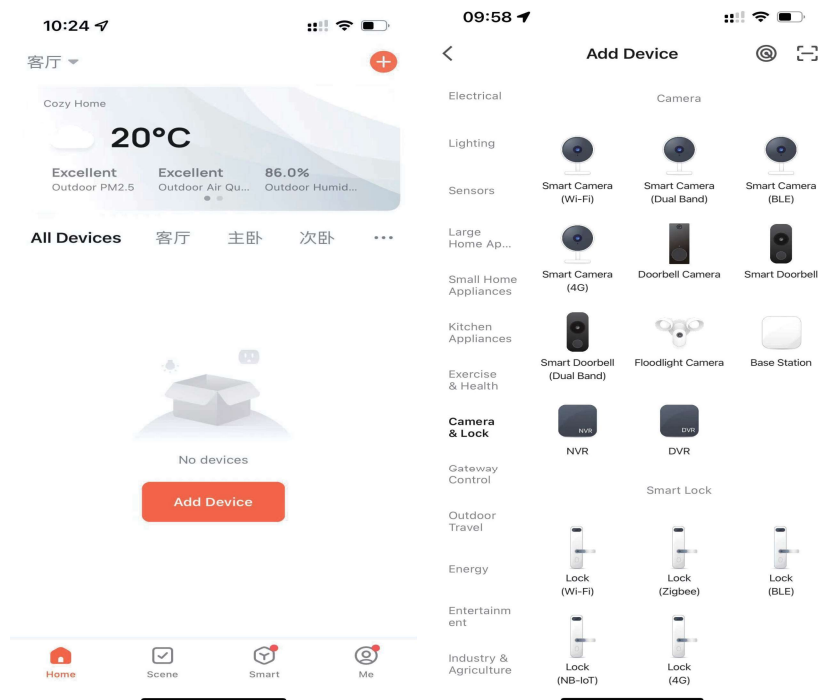 10:24
客厅
Cozy Home
20°C
Excellent
Outdoor PM2.5
Excellent
Outdoor Air Qu...
86.0%
Outdoor Humid...
All Devices 客厅 主卧 次卧 ...
No devices
Add Device
Home Scene Smart Me
09:58
Add Device
Electrical
Lighting
Sensors
Large
Home Ap...
Small Home
Appliances
Kitchen
Appliances
Exercise
& Health
Camera
& Lock
Gateway
Control
Outdoor
Travel
Energy
Entertainm
ent
Industry &
Agriculture
Camera
Smart Camera
(Wi-Fi)
Smart Camera
(Dual Band)
Smart Camera
(BLE)
Smart Camera
(4G)
Doorbell Camera
Smart Doorbell
Smart Doorbell
(Dual Band)
Floodlight Camera
Base Station
NVR
NVR
DVR
DVR
Smart Lock
Lock
(Wi-Fi)
Lock
(Zigbee)
Lock
(BLE)
Lock
(NB-IoT)
Lock
(4G)